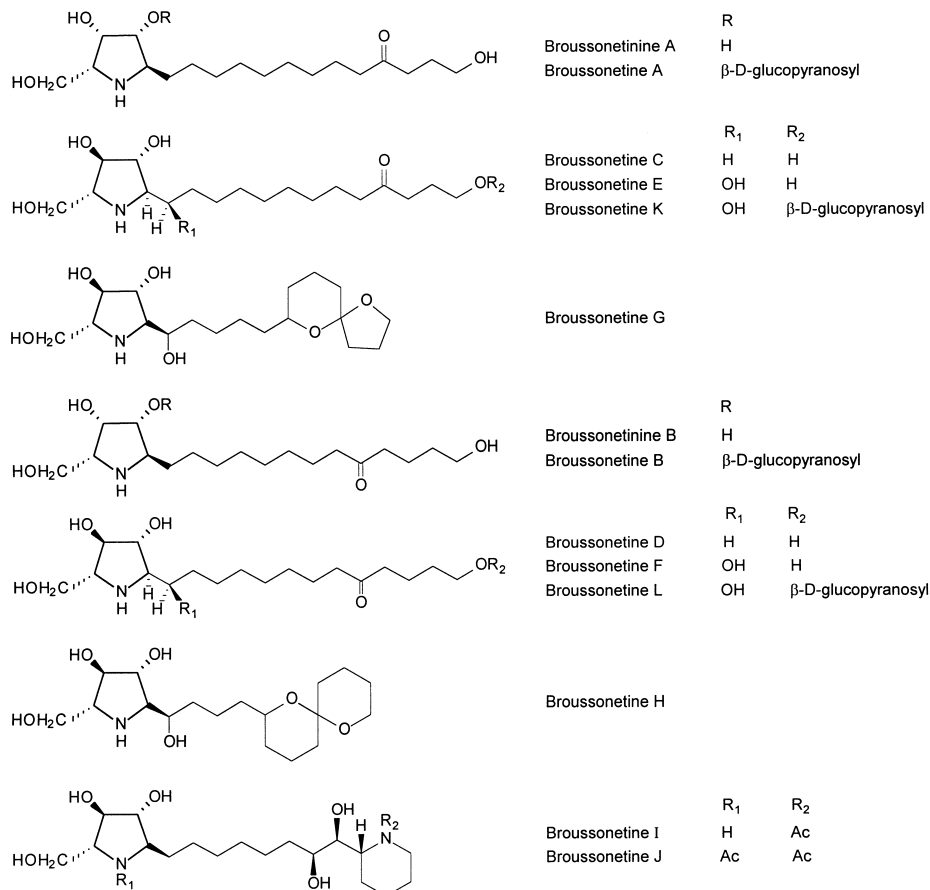 HO OR R
O
OH
Broussonetinine A H
Broussonetine A β-D-glucopyranosyl
HOH2C N
H
R1 R2
HO OH
O
Broussonetine C H H
OR2
Broussonetine E OH H
HOH2C N H
H H R1
Broussonetine K OH β-D-glucopyranosyl
HO OH
O
Broussonetine G
HOH2C N O
H OH
R
HO OR
Broussonetinine B H
OH
Broussonetine B β-D-glucopyranosyl
HOH2C N
H O
R1 R2
HO OH
Broussonetine D H H
OR2
Broussonetine F OH H
HOH2C N H
H H R1 O
Broussonetine L OH β-D-glucopyranosyl
HO OH
O
Broussonetine H
HOH2C N O
H OH
R1 R2
HO OH OH H R2
N
Broussonetine I H Ac
Broussonetine J Ac Ac
HOH2C N
R1 OH